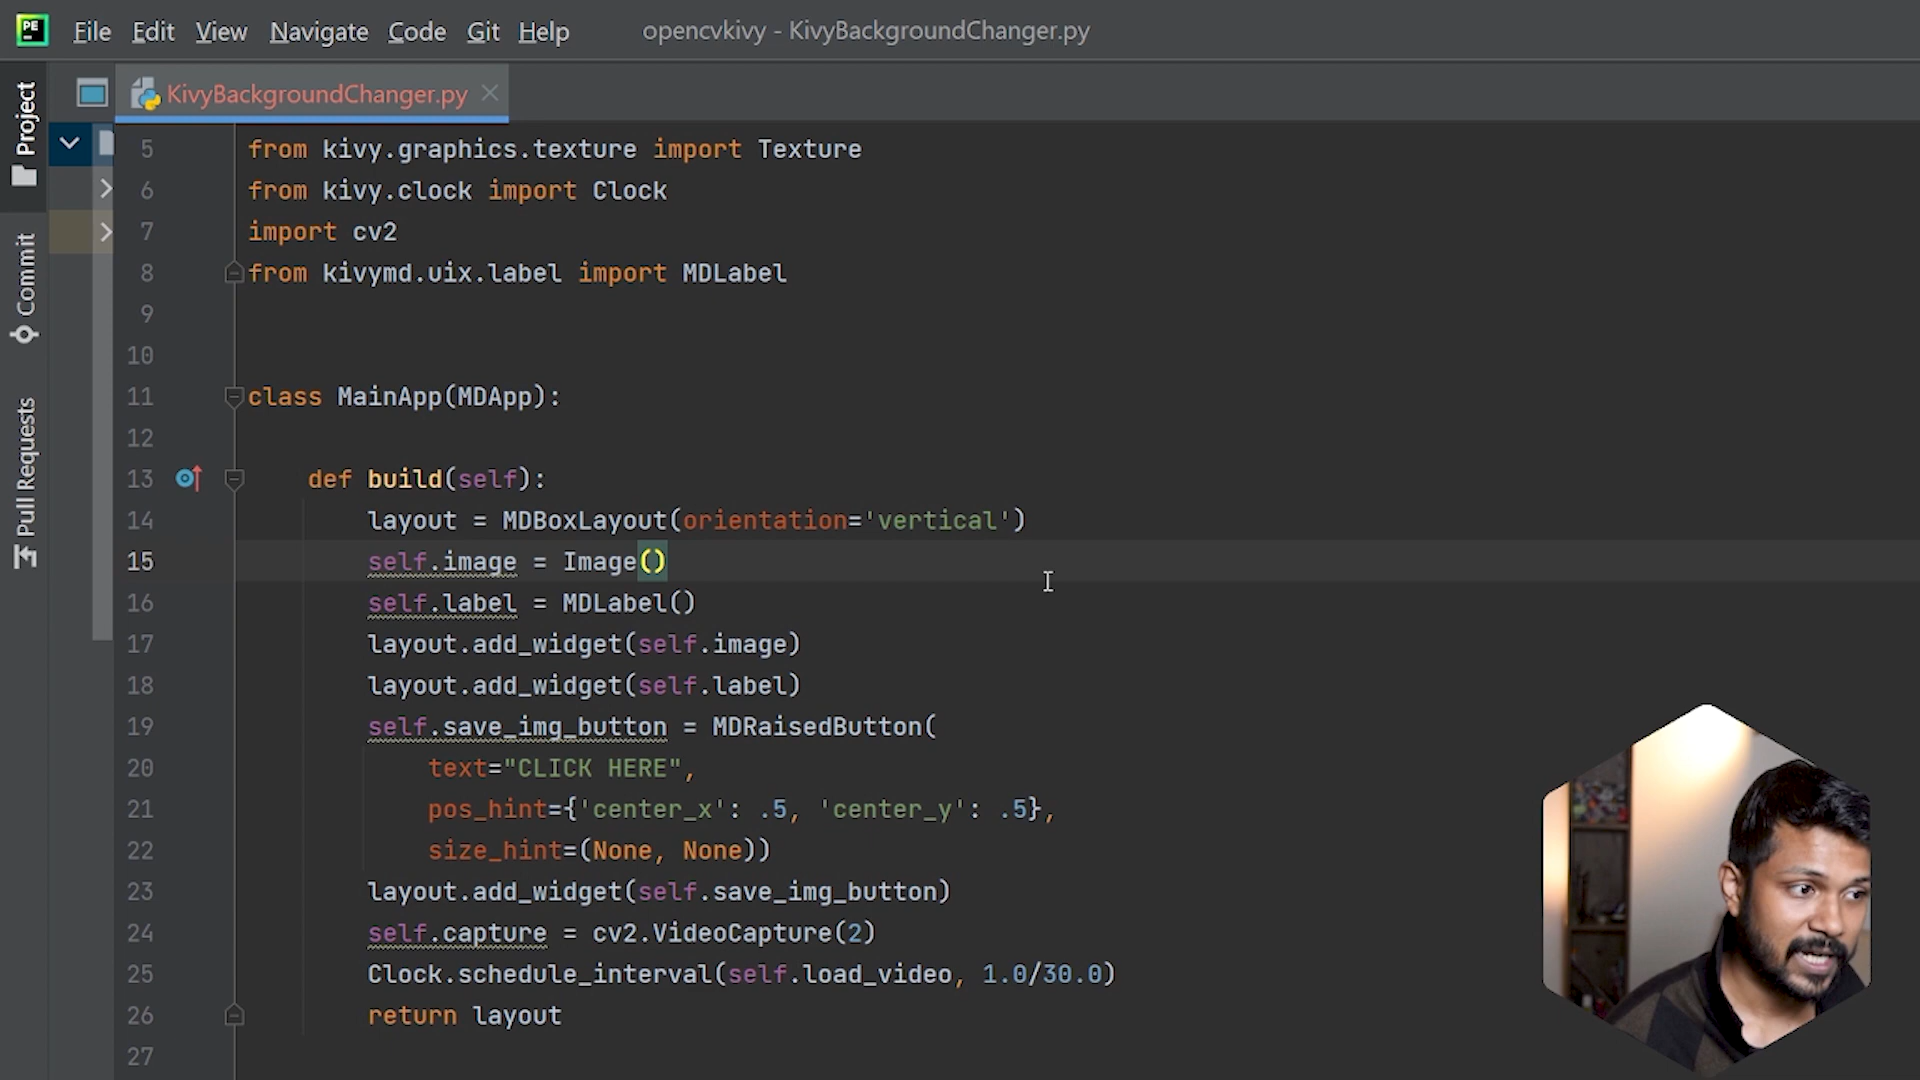 PE File Edit View Navigate Code Git Help opencvkivy - KivyBackgroundChanger.py
KivyBackgroundChanger.py
Project
Commit
Pull Requests
5 from kivy.graphics.texture import Texture
6 from kivy.clock import Clock
7 import cv2
8 from kivymd.uix.label import MDLabel
9
10
11 class MainApp(MDApp):
12
13 def build(self):
14 layout = MDBoxLayout(orientation='vertical')
15 self.image = Image()
16 self.label = MDLabel()
17 layout.add_widget(self.image)
18 layout.add_widget(self.label)
19 self.save_img_button = MDRaisedButton(
20 text="CLICK HERE",
21 pos_hint={'center_x': .5, 'center_y': .5},
22 size_hint=(None, None))
23 layout.add_widget(self.save_img_button)
24 self.capture = cv2.VideoCapture(2)
25 Clock.schedule_interval(self.load_video, 1.0/30.0)
26 return layout
27